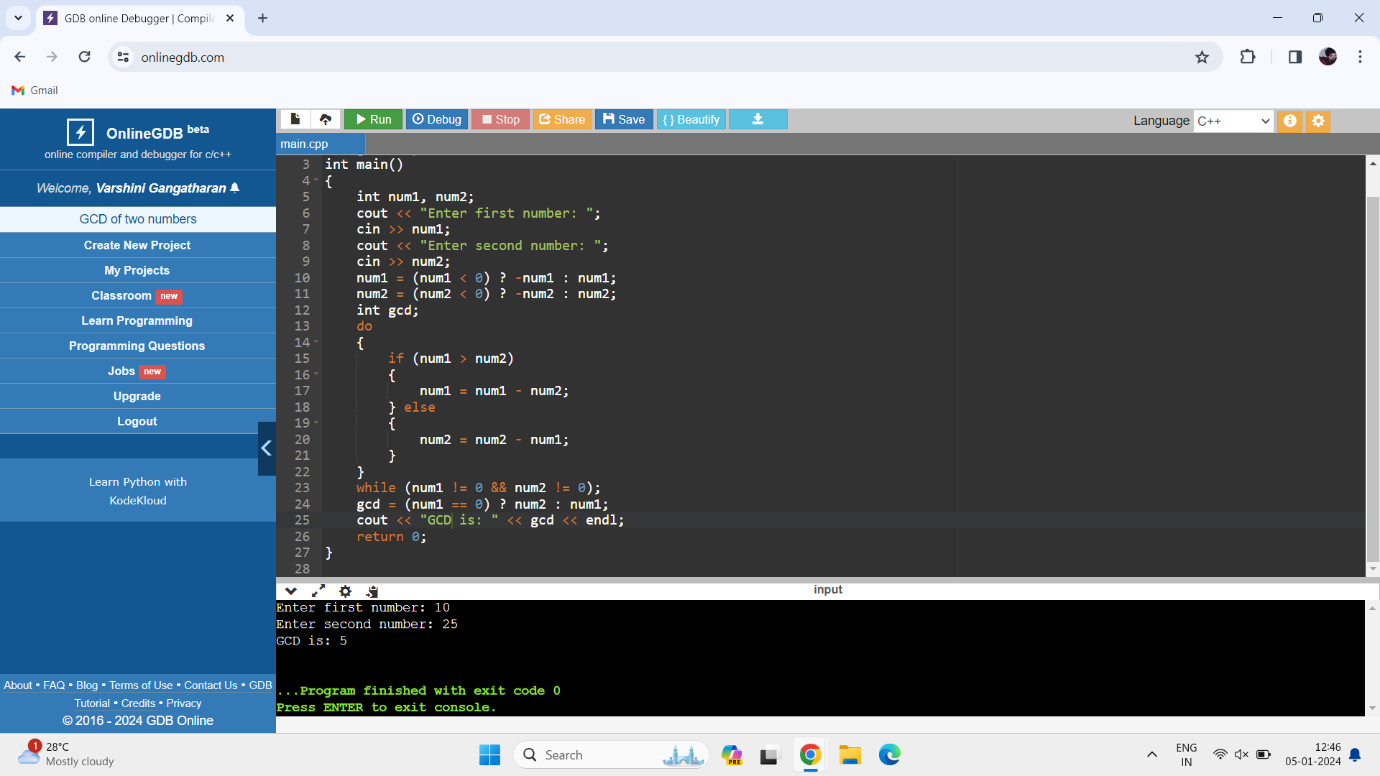 GDB online Debugger | Compil
onlinegdb.com
Gmail
OnlineGDB beta
online compiler and debugger for c/c++
Welcome, Varshini Gangatharan
GCD of two numbers
Create New Project
My Projects
Classroom new
Learn Programming
Programming Questions
Jobs new
Upgrade
Logout
Learn Python with
KodeKloud
About • FAQ • Blog • Terms of Use • Contact Us • GDB
Tutorial • Credits • Privacy
© 2016 - 2024 GDB Online
Run Debug Stop Share Save { } Beautify Language C++
main.cpp
3 int main()
4 {
5 int num1, num2;
6 cout << "Enter first number: ";
7 cin >> num1;
8 cout << "Enter second number: ";
9 cin >> num2;
10 num1 = (num1 < 0) ? -num1 : num1;
11 num2 = (num2 < 0) ? -num2 : num2;
12 int gcd;
13 do
14 {
15 if (num1 > num2)
16 {
17 num1 = num1 - num2;
18 } else
19 {
20 num2 = num2 - num1;
21 }
22 }
23 while (num1 != 0 && num2 != 0);
24 gcd = (num1 == 0) ? num2 : num1;
25 cout << "GCD is: " << gcd << endl;
26 return 0;
27 }
28
input
Enter first number: 10
Enter second number: 25
GCD is: 5
...Program finished with exit code 0
Press ENTER to exit console.
1
28°C
Mostly cloudy
Search
PRE
ENG
IN
12:46
05-01-2024